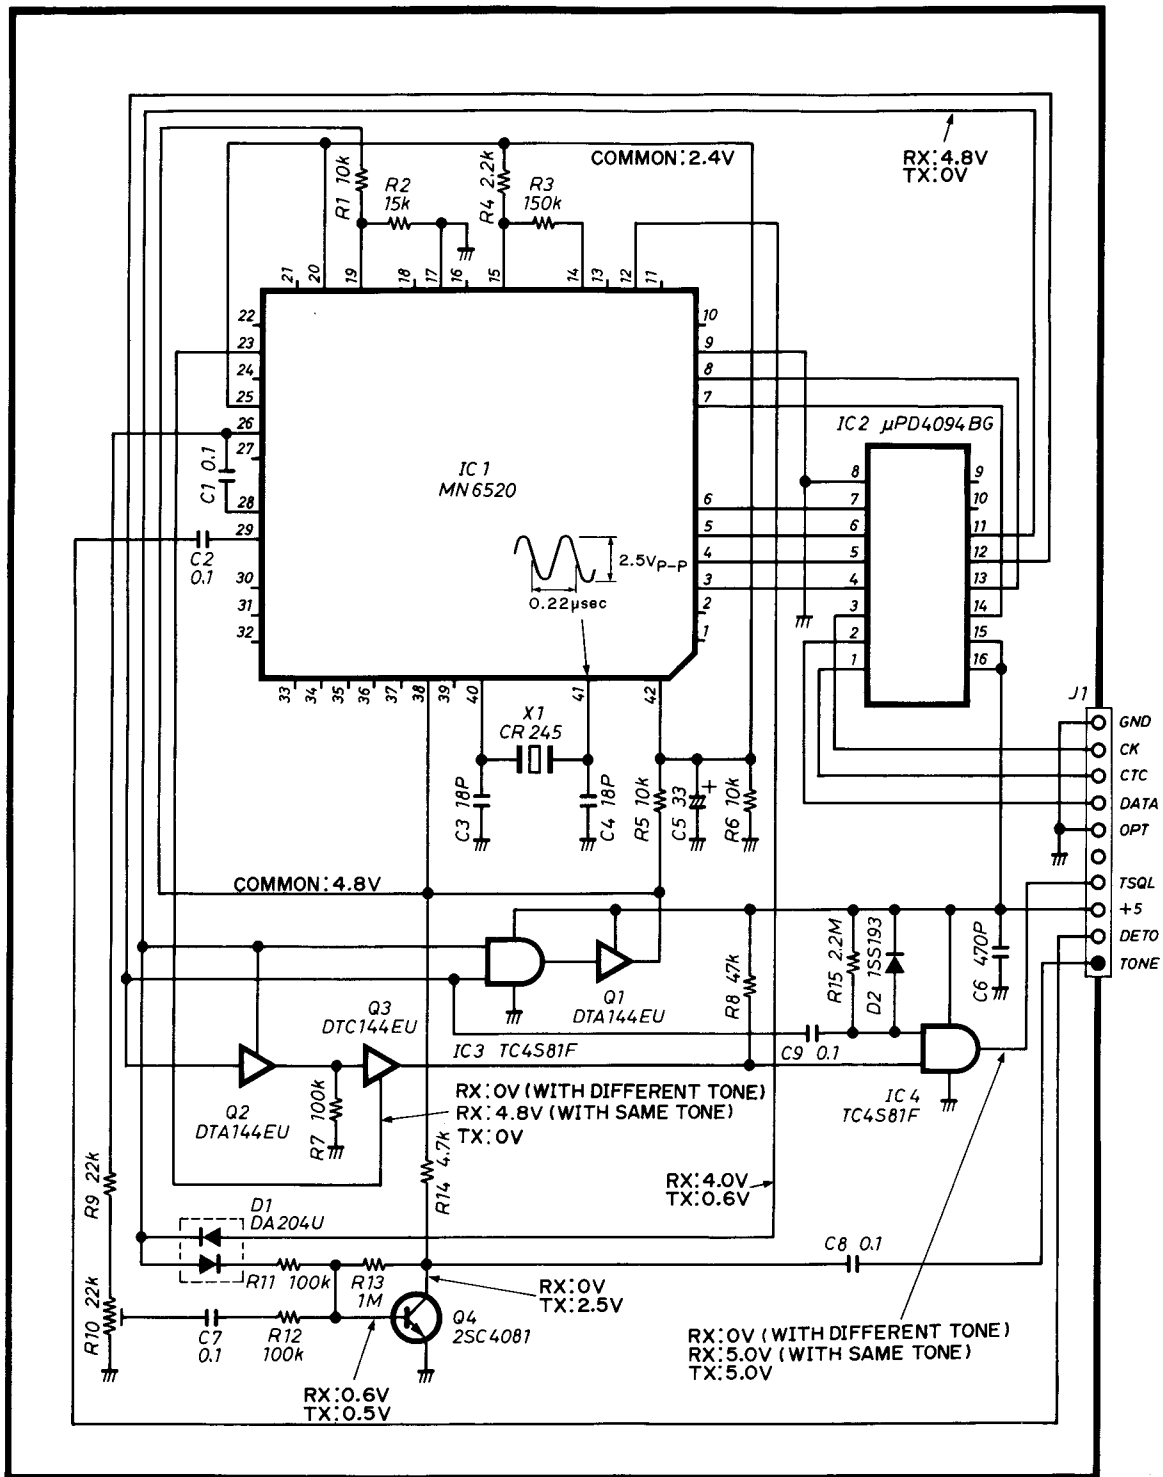 RX:4.8V
TX:0V
COMMON:2.4V
R1 10k
R2
15k
R4 2.2k
R3
150k
21
20
19
18
17
16
15
14
13
12
11
22
23
24
25
26
27
28
29
30
31
32
10
9
8
7
6
5
4
3
2
1
C1 0.1
C2
0.1
IC 1
MN 6520
2.5VP-P
0.22μsec
IC 2 μPD4094BG
8
7
6
5
4
3
2
1
9
10
11
12
13
14
15
16
33
34
35
36
37
38
39
40
41
42
X1
CR 245
C3 18P
C4 18P
R5 10k
C5 33
+
R6 10k
J1
GND
CK
CTC
DATA
OPT
TSQL
+5
DETO
TONE
COMMON:4.8V
Q1
DTA144EU
Q3
DTC144EU
IC3 TC4S81F
R8 47k
R15 2.2M
D2 1SS193
C6 470P
C9 0.1
IC 4
TC4S81F
Q2
DTA144EU
R7 100k
RX:0V (WITH DIFFERENT TONE)
RX:4.8V (WITH SAME TONE)
TX:0V
R14 4.7k
RX:4.0V
TX:0.6V
R9 22k
D1
DA204U
C8 0.1
R11 100k
R13
1M
RX:0V
TX:2.5V
R10 22k
C7
0.1
R12
100k
Q4
2SC4081
RX:0.6V
TX:0.5V
RX:0V (WITH DIFFERENT TONE)
RX:5.0V (WITH SAME TONE)
TX:5.0V